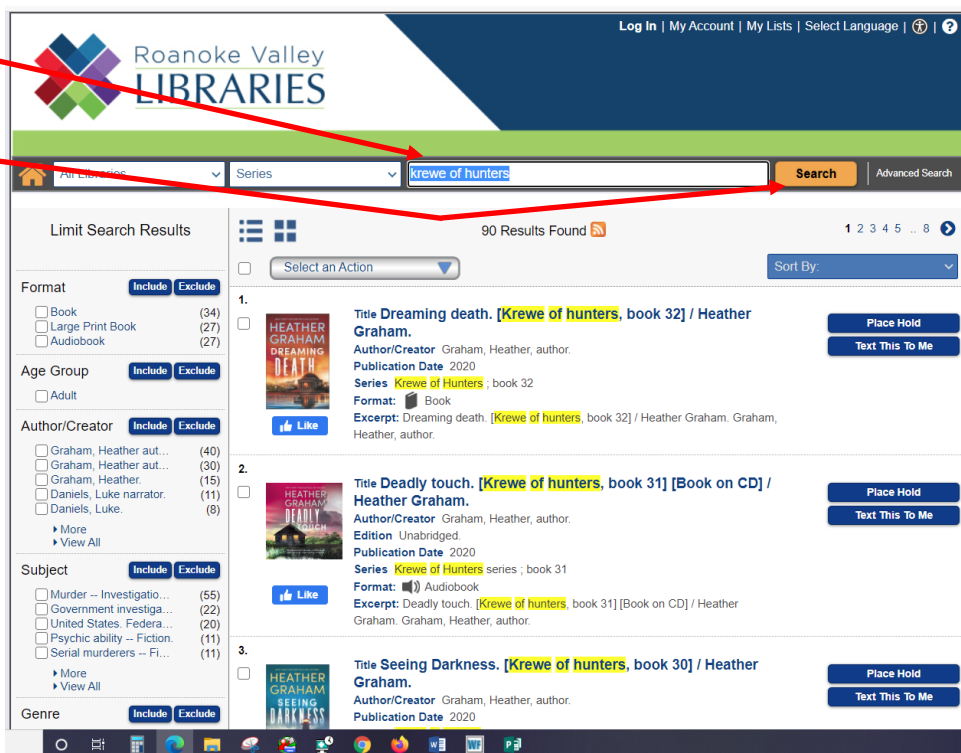 Log In | My Account | My Lists | Select Language | | ?
Roanoke Valley
LIBRARIES
All Libraries
Series
krewe of hunters
Search
Advanced Search
Limit Search Results
90 Results Found
1 2 3 4 5 .. 8
Select an Action
Sort By:
Format Include Exclude
Book (34)
Large Print Book (27)
Audiobook (27)
Age Group Include Exclude
Adult
Author/Creator Include Exclude
Graham, Heather aut... (40)
Graham, Heather aut... (30)
Graham, Heather. (15)
Daniels, Luke narrator. (11)
Daniels, Luke. (8)
More
View All
Subject Include Exclude
Murder -- Investigatio... (55)
Government investiga... (22)
United States. Federa... (20)
Psychic ability -- Fiction. (11)
Serial murderers -- Fi... (11)
More
View All
Genre Include Exclude
1.
HEATHER
GRAHAM
DREAMING
DEATH
Like
Title Dreaming death. [Krewe of hunters, book 32] / Heather
Graham.
Author/Creator Graham, Heather, author.
Publication Date 2020
Series Krewe of Hunters ; book 32
Format: Book
Excerpt: Dreaming death. [Krewe of hunters, book 32] / Heather Graham. Graham,
Heather, author.
Place Hold
Text This To Me
2.
HEATHER
GRAHAM
DEADLY
TOUCH
Like
Title Deadly touch. [Krewe of hunters, book 31] [Book on CD] /
Heather Graham.
Author/Creator Graham, Heather, author.
Edition Unabridged.
Publication Date 2020
Series Krewe of Hunters series ; book 31
Format: Audiobook
Excerpt: Deadly touch. [Krewe of hunters, book 31] [Book on CD] / Heather
Graham. Graham, Heather, author.
Place Hold
Text This To Me
3.
HEATHER
GRAHAM
SEEING
DARKNESS
Title Seeing Darkness. [Krewe of hunters, book 30] / Heather
Graham.
Author/Creator Graham, Heather, author.
Publication Date 2020
Place Hold
Text This To Me
W
WF
P